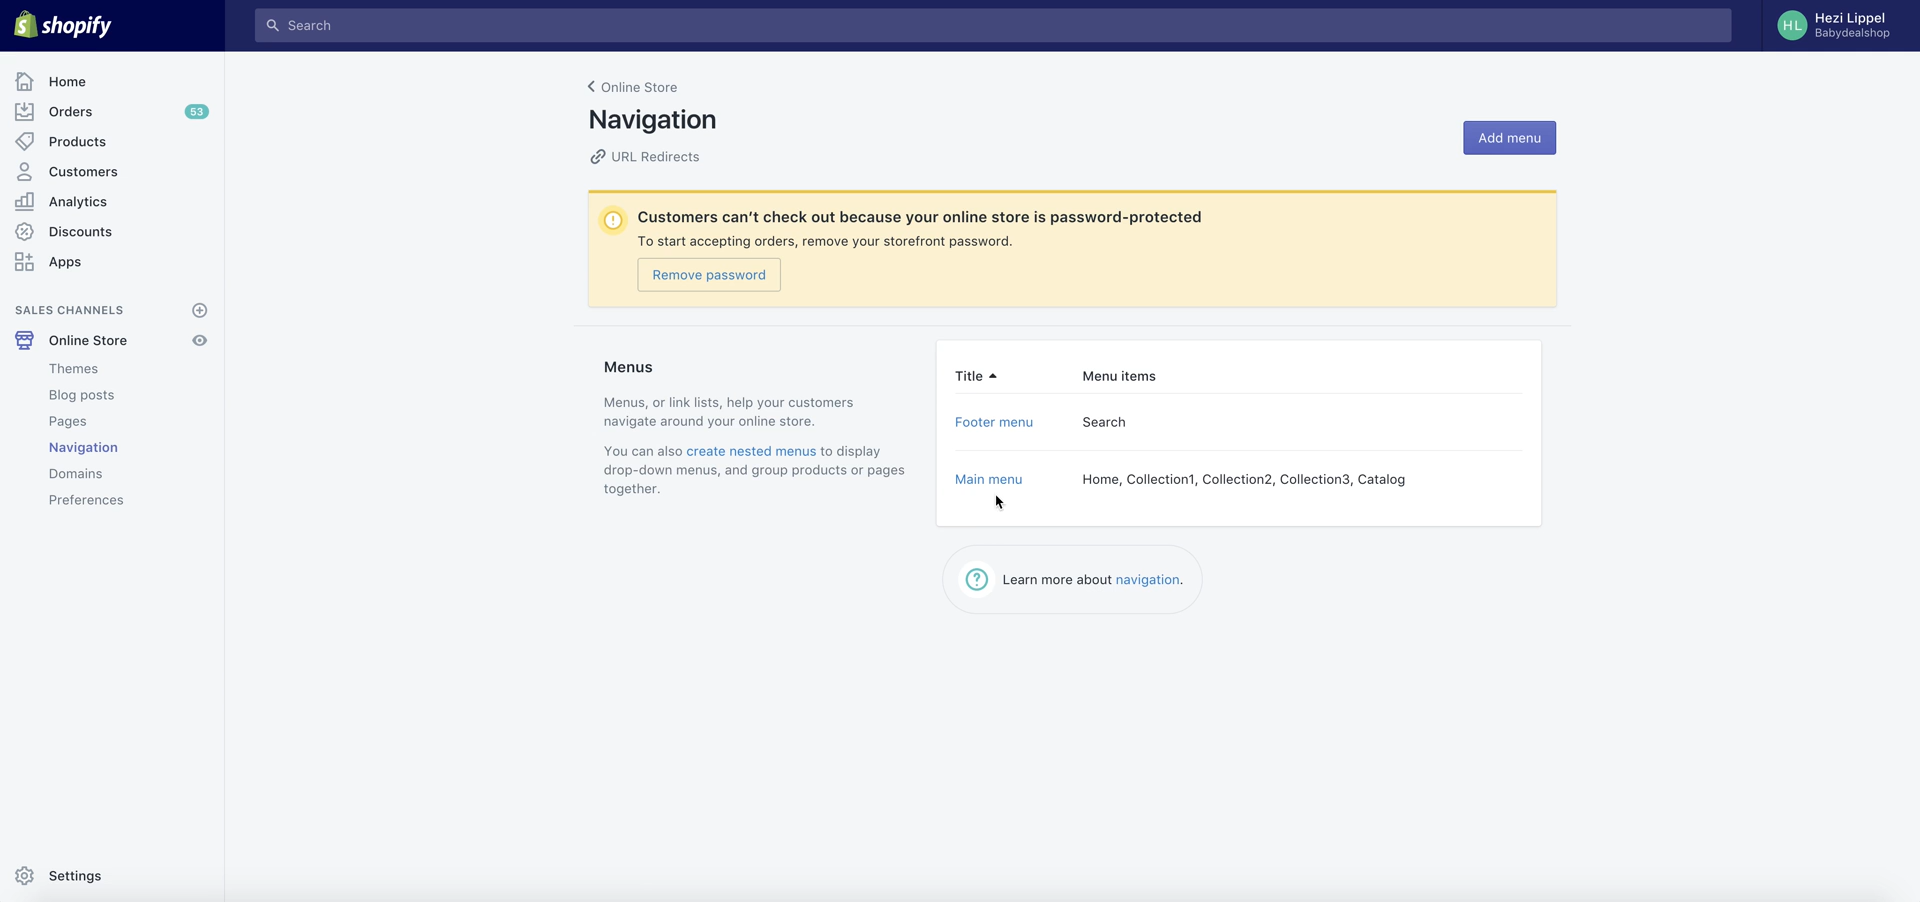 shopify
Search
HL
Hezi Lippel
Babydealshop
Home
Orders 53
Products
Customers
Analytics
Discounts
Apps
SALES CHANNELS
Online Store
Themes
Blog posts
Pages
Navigation
Domains
Preferences
Settings
Online Store
Navigation
URL Redirects
Add menu
Customers can’t check out because your online store is password-protected
To start accepting orders, remove your storefront password.
Remove password
Menus
Menus, or link lists, help your customers
navigate around your online store.
You can also create nested menus to display
drop-down menus, and group products or pages
together.
Title Menu items
Footer menu Search
Main menu Home, Collection1, Collection2, Collection3, Catalog
Learn more about navigation.